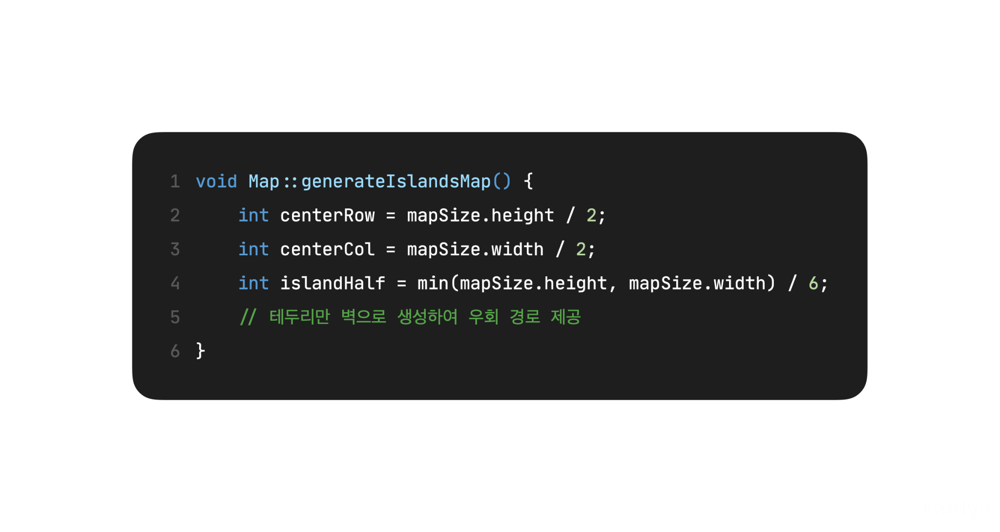 1 void Map::generateIslandsMap() {
2 int centerRow = mapSize.height / 2;
3 int centerCol = mapSize.width / 2;
4 int islandHalf = min(mapSize.height, mapSize.width) / 6;
5 // 테두리만 벽으로 생성하여 우회 경로 제공
6 }